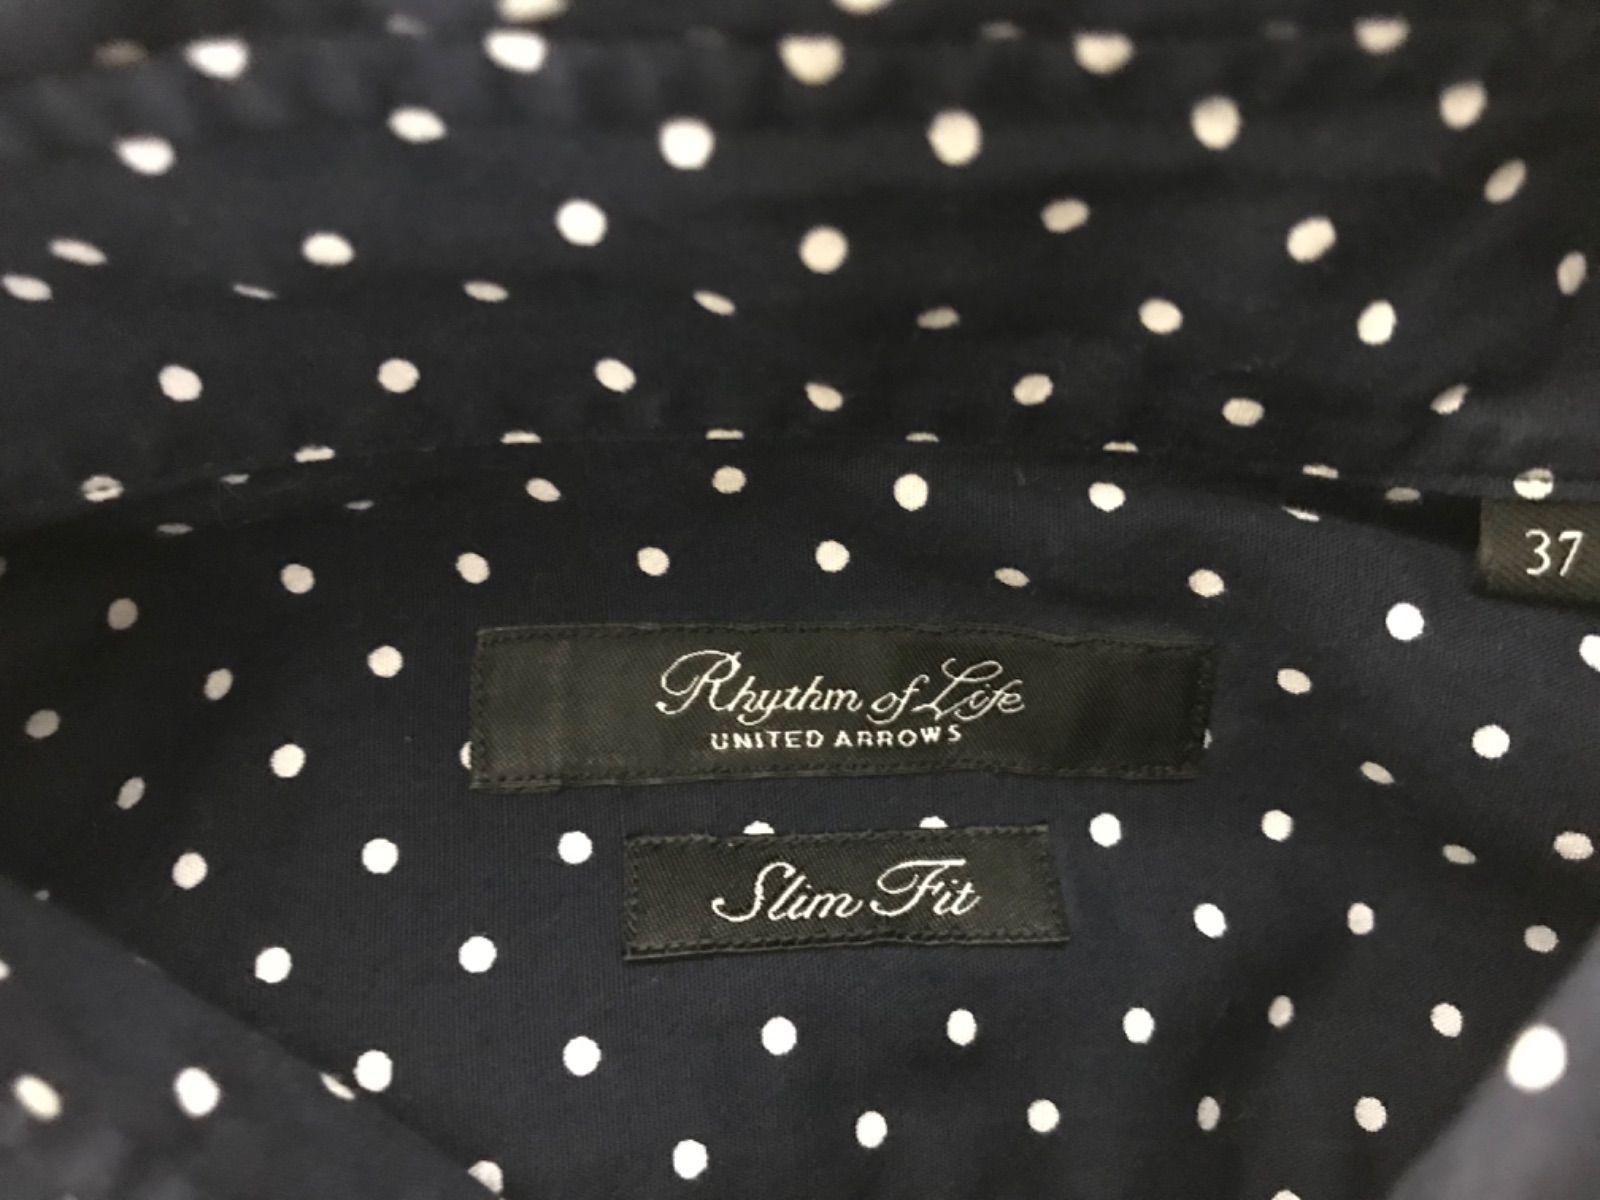 37
Rhythm of Life
UNITED ARROWS
Slim Fit